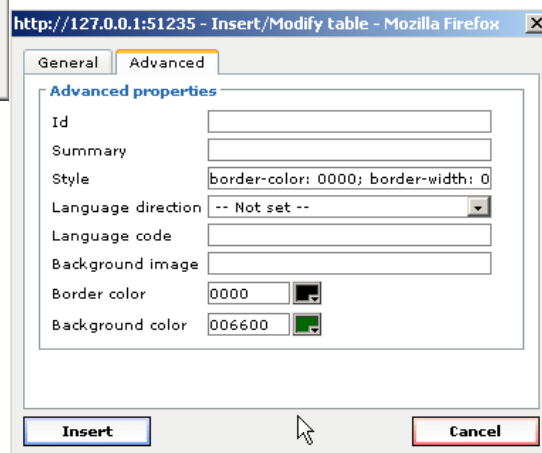 http://127.0.0.1:51235 - Insert/Modify table - Mozilla Firefox
General Advanced
Advanced properties
Id
Summary
Style border-color: 0000; border-width: 0
Language direction -- Not set --
Language code
Background image
Border color 0000
Background color 006600
Insert Cancel